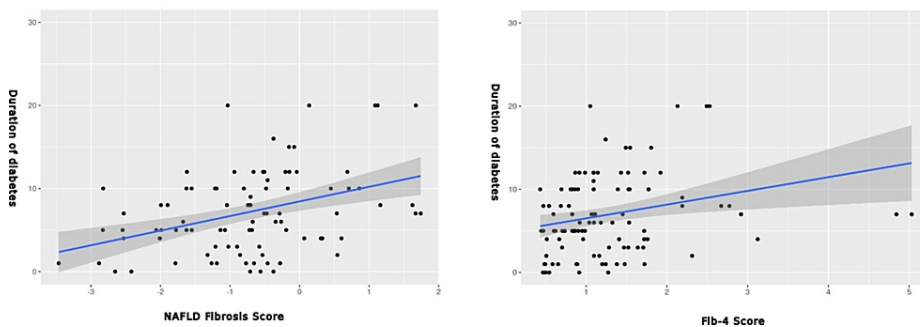 30
20
10
0
Duration of diabetes
-3 -2 -1 0 1 2
NAFLD Fibrosis Score
30
20
10
0
Duration of diabetes
1 2 3 4 5
Fib-4 Score